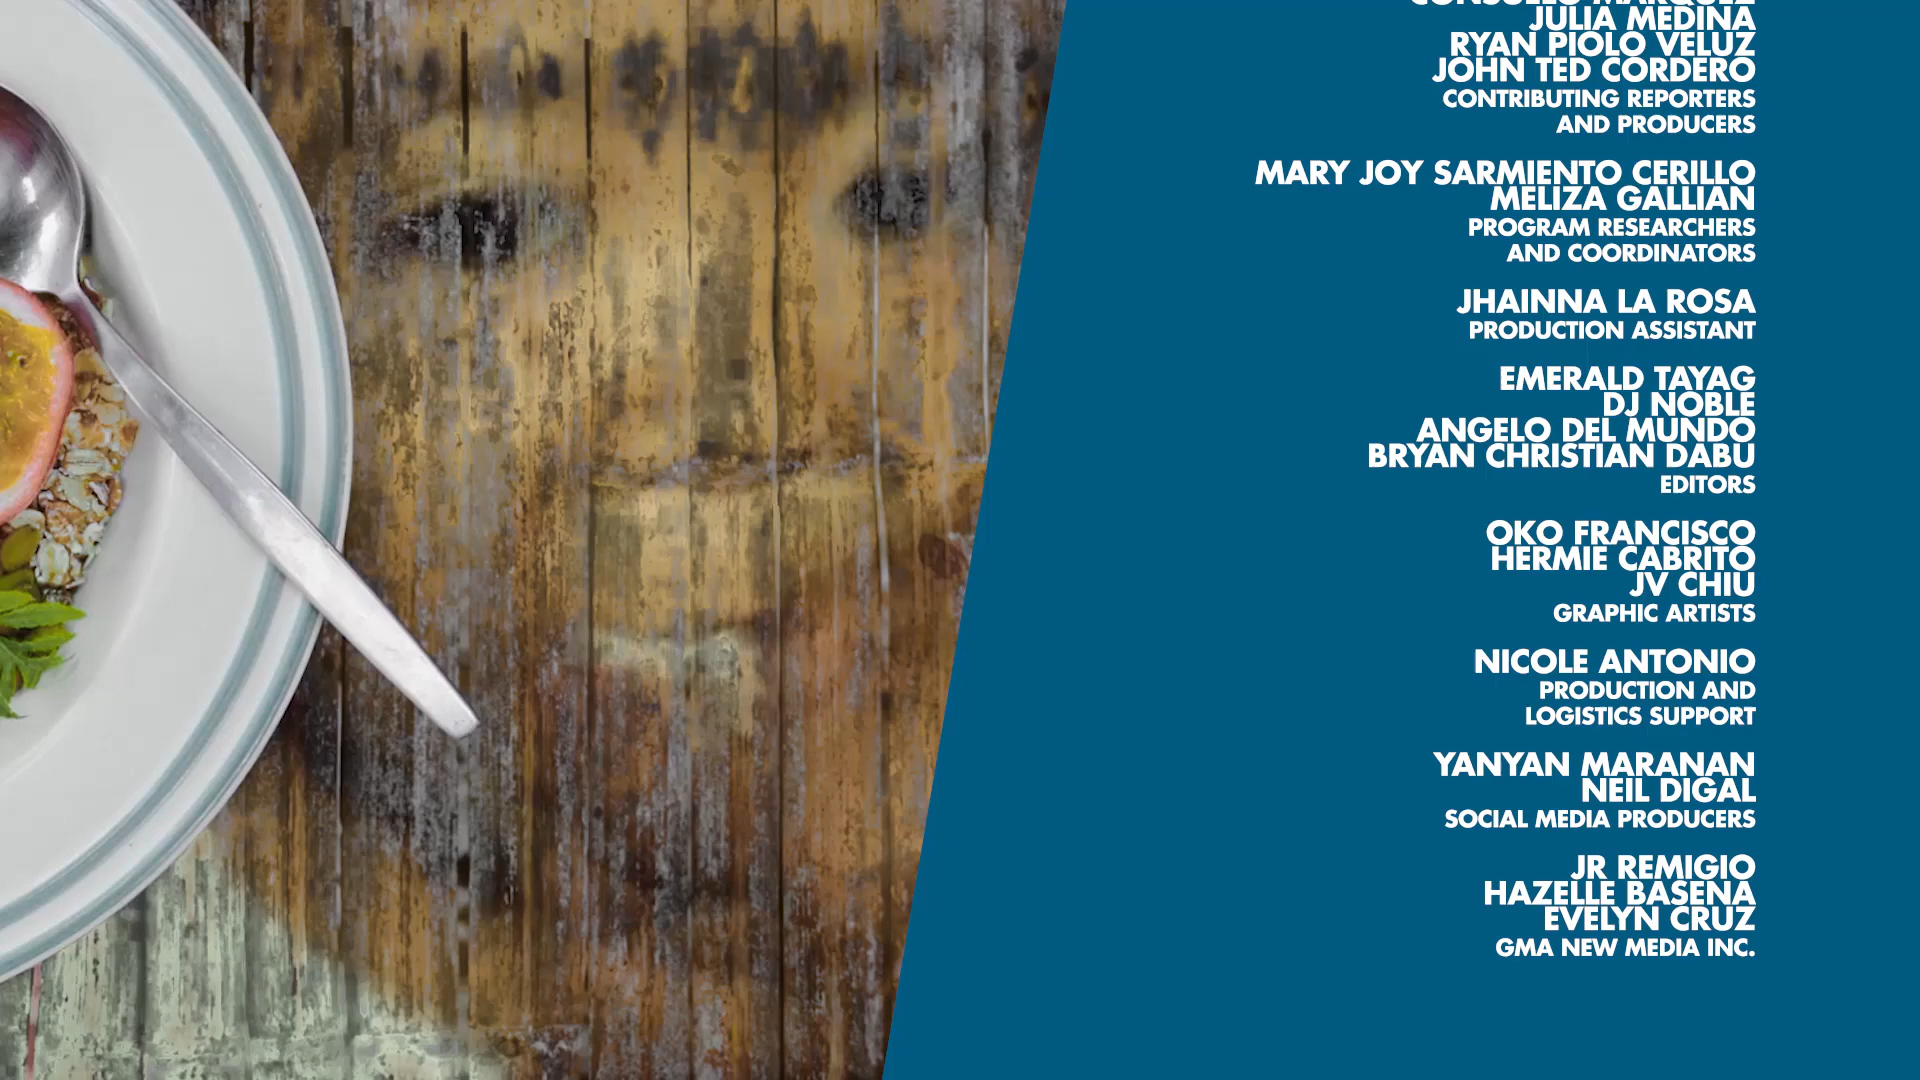 CONSUELO MARQUEZ
JULIA MEDINA
RYAN PIOLO VELUZ
JOHN TED CORDERO
CONTRIBUTING REPORTERS
AND PRODUCERS
MARY JOY SARMIENTO CERILLO
MELIZA GALLIAN
PROGRAM RESEARCHERS
AND COORDINATORS
JHAINNA LA ROSA
PRODUCTION ASSISTANT
EMERALD TAYAG
DJ NOBLE
ANGELO DEL MUNDO
BRYAN CHRISTIAN DABU
EDITORS
OKO FRANCISCO
HERMIE CABRITO
JV CHIU
GRAPHIC ARTISTS
NICOLE ANTONIO
PRODUCTION AND
LOGISTICS SUPPORT
YANYAN MARANAN
NEIL DIGAL
SOCIAL MEDIA PRODUCERS
JR REMIGIO
HAZELLE BASENA
EVELYN CRUZ
GMA NEW MEDIA INC.